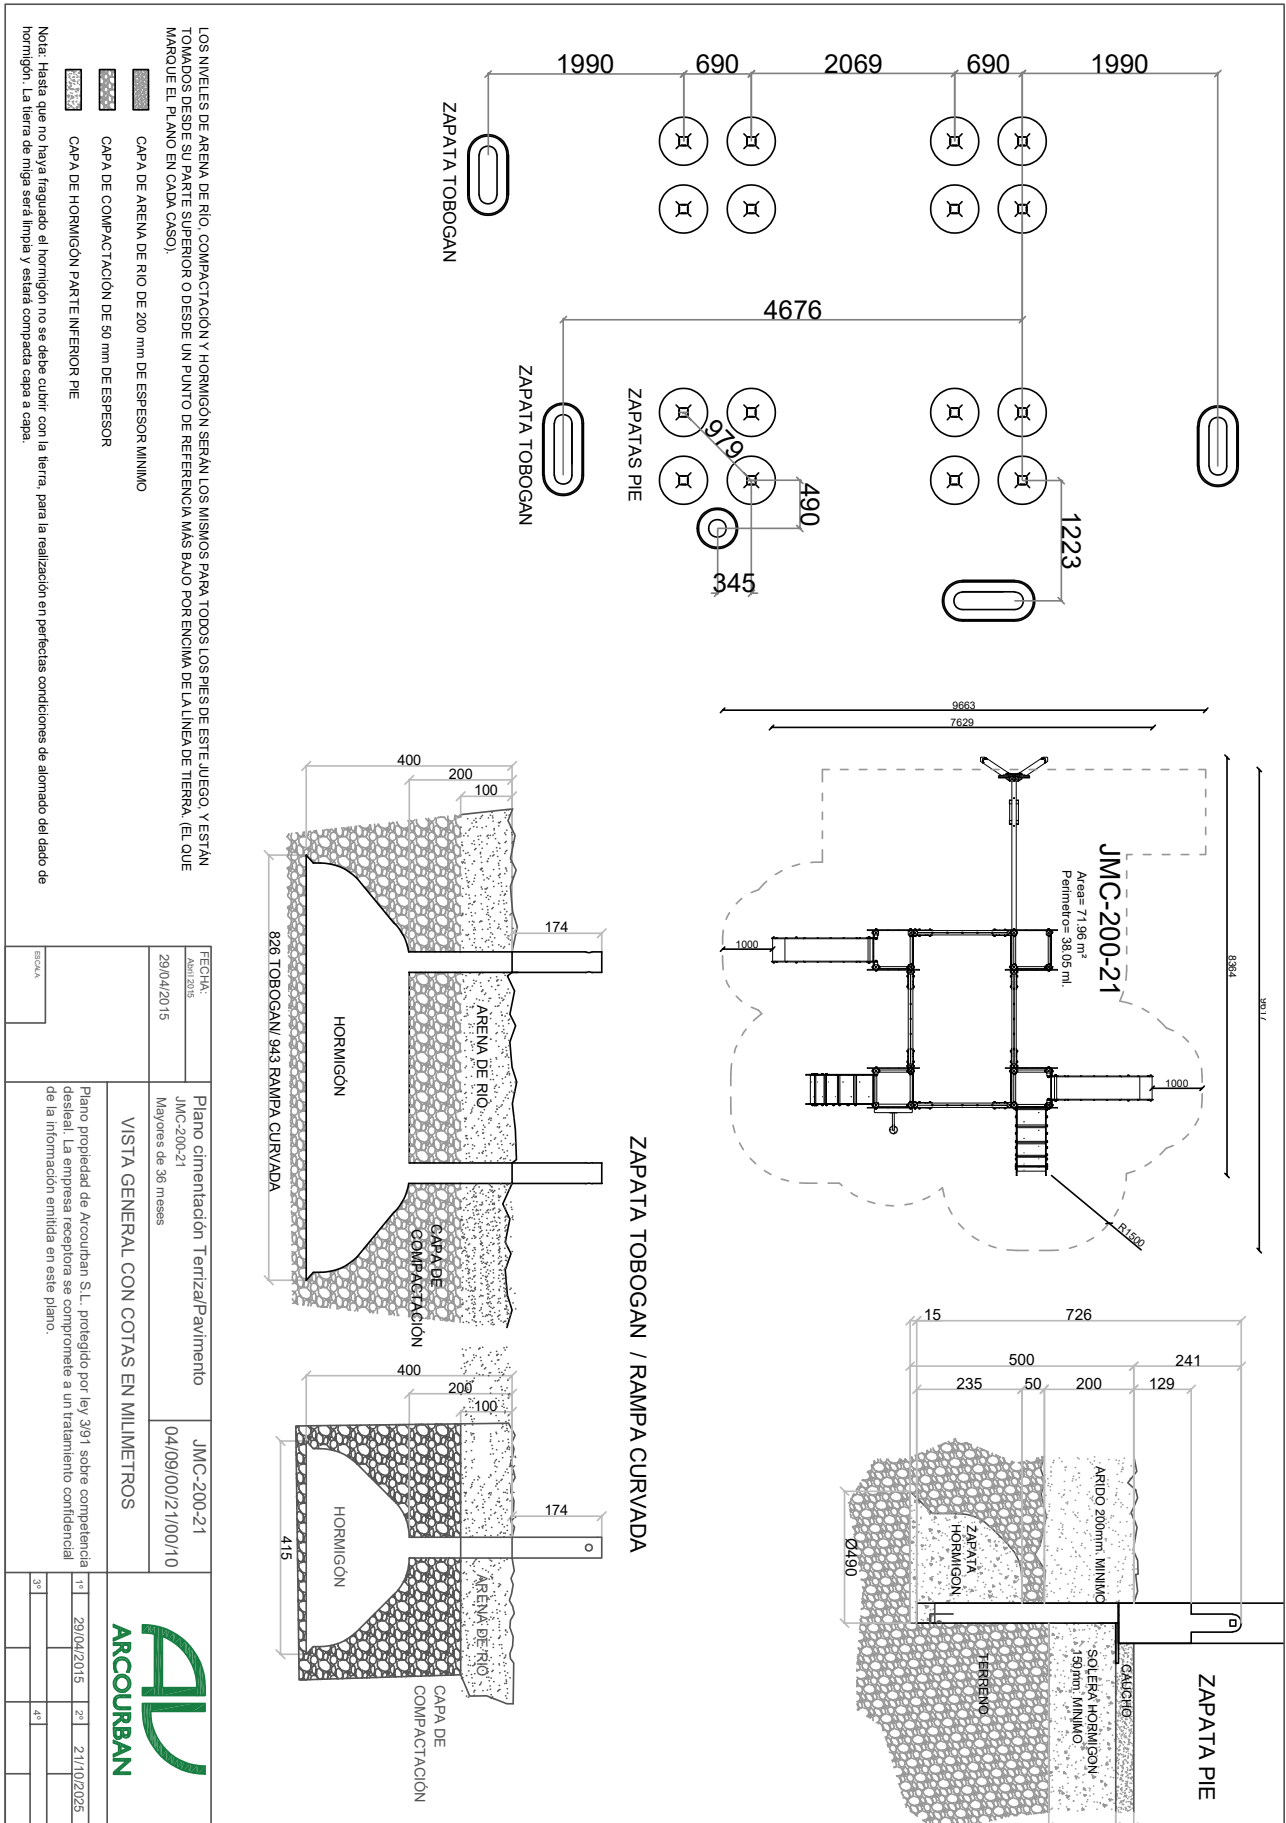 1990
690
2069
690
1990
ZAPATA TOBOGAN
4676
ZAPATA TOBOGAN
ZAPATAS PIE
979
490
345
1223
LOS NIVELES DE ARENA DE RÍO, COMPACTACIÓN Y HORMIGÓN SERÁN LOS MISMOS PARA TODOS LOS PIES DE ESTE JUEGO, Y ESTÁN
TOMADOS DESDE SU PARTE SUPERIOR O DESDE UN PUNTO DE REFERENCIA MÁS BAJO POR ENCIMA DE LA LÍNEA DE TIERRA. (EL QUE
MARQUE EL PLANO EN CADA CASO).
CAPA DE ARENA DE RIO DE 200 mm DE ESPESOR MINIMO
CAPA DE COMPACTACIÓN DE 50 mm DE ESPESOR
CAPA DE HORMIGÓN PARTE INFERIOR PIE
Nota: Hasta que no haya fraguado el hormigón no se debe cubrir con la tierra, para la realización en perfectas condiciones de alomado del dado de
hormigón. La tierra de miga será limpia y estará compacta capa a capa.
9663
7629
JMC-200-21
Area= 71.96 m²
Perimetro= 38.05 ml.
1000
1000
8364
9617
R1500
ZAPATA TOBOGAN / RAMPA CURVADA
400
200
100
174
ARENA DE RIO
HORMIGÓN
CAPA DE
COMPACTACIÓN
826 TOBOGAN/ 943 RAMPA CURVADA
400
200
100
174
ARENA DE RIO
HORMIGÓN
CAPA DE
COMPACTACIÓN
415
ZAPATA PIE
15
726
500
241
235
50
200
129
ARIDO 200mm. MINIMO
ZAPATA
HORMIGON
Ø490
CAUCHO
SOLERA HORMIGON
150mm. MINIMO
TERRENO
FECHA:
Abril 2015
29/04/2015
ESCALA:
Plano cimentación Terriza/Pavimento
JMC-200-21
Mayores de 36 meses
JMC-200-21
04/09/00/21/00/10
VISTA GENERAL CON COTAS EN MILIMETROS
Plano propiedad de Arcourban S.L. protegido por ley 3/91 sobre competencia
desleal. La empresa receptora se compromete a un tratamiento confidencial
de la información emitida en este plano.
ARCOURBAN
1º 29/04/2015 2º 21/10/2025
3º 4º